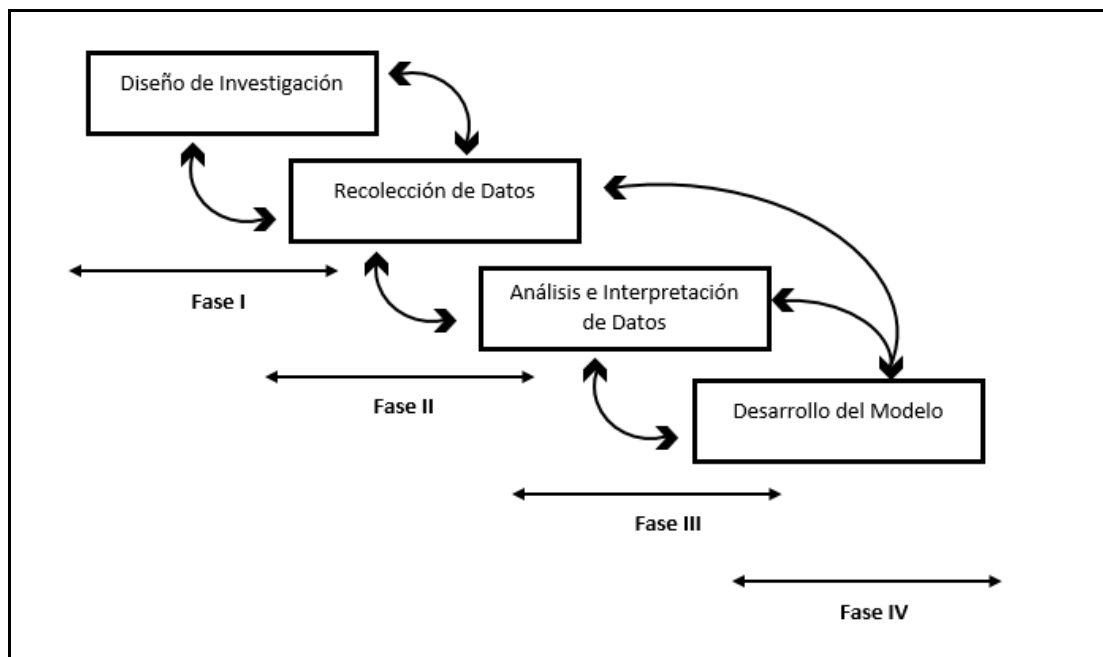 Diseño de Investigación
Recolección de Datos
Fase I
Análisis e Interpretación
de Datos
Fase II
Desarrollo del Modelo
Fase III
Fase IV